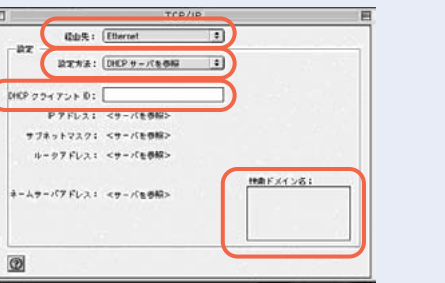 TCP/IP
経由先： Ethernet
設定
設定方法： DHCP サーバを参照
DHCP クライアント ID：
IP アドレス： <サーバを参照>
サブネットマスク： <サーバを参照>
ルータアドレス： <サーバを参照>
ネームサーバアドレス： <サーバを参照>
検索ドメイン名：
?